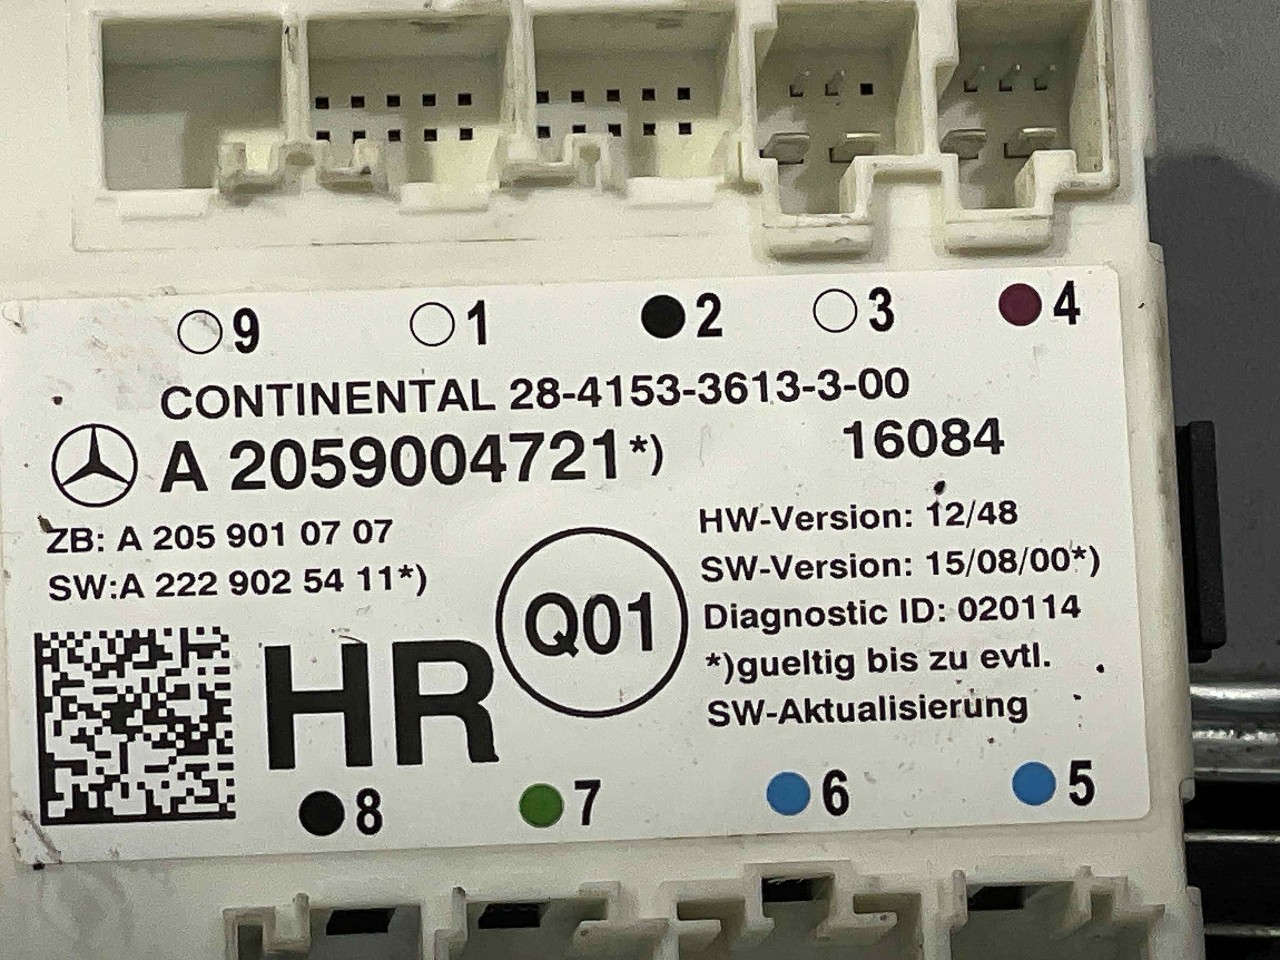 9 1 2 3 4
CONTINENTAL 28-4153-3613-3-00
A 2059004721*) 16084
ZB: A 205 901 07 07
SW:A 222 902 54 11*)
HW-Version: 12/48
SW-Version: 15/08/00*)
Diagnostic ID: 020114
*)gueltig bis zu evtl.
SW-Aktualisierung
HR
Q01
8 7 6 5